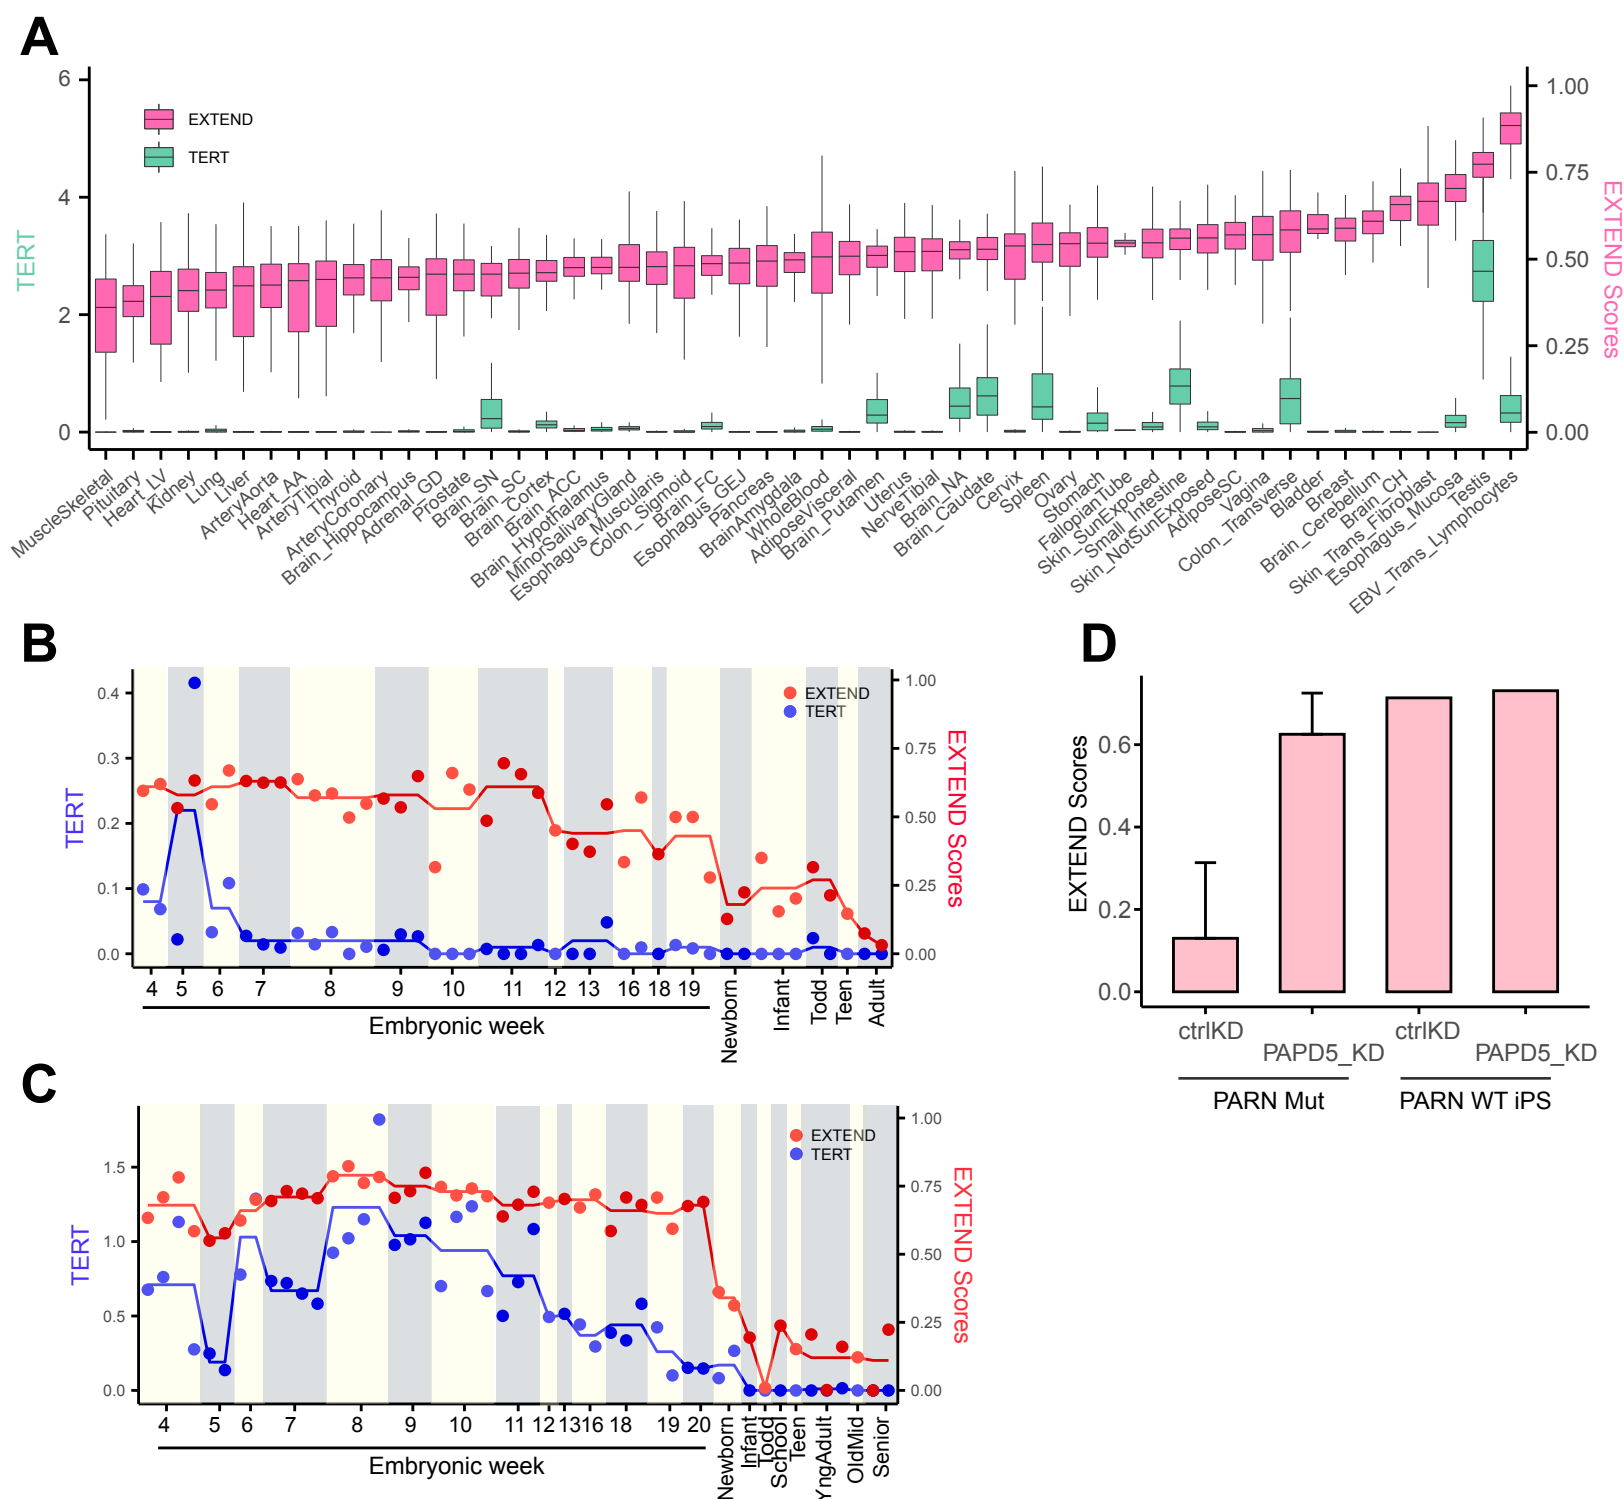 A
6
4
2
0
TERT
EXTEND
TERT
1.00
0.75
0.50
0.25
0.00
EXTEND Scores
MuscleSkeletal
Pituitary
Heart_LV
Kidney
Lung
Liver
ArteryAorta
Heart_AA
ArteryTibial
Thyroid
ArteryCoronary
Brain_Hippocampus
Adrenal_GD
Prostate
Brain_SN
Brain_SC
Brain_Cortex
Brain_ACC
Brain_Hypothalamus
MinorSalivaryGland
Esophagus_Muscularis
Colon_Sigmoid
Brain_FC
Esophagus_GEJ
Pancreas
BrainAmygdala
WholeBlood
AdiposeVisceral
Brain_Putamen
Uterus
NerveTibial
Brain_NA
Brain_Caudate
Cervix
Spleen
Ovary
Stomach
FallopianTube
Skin_SunExposed
Small_Intestine
Skin_NotSunExposed
AdiposeSC
Vagina
Colon_Transverse
Bladder
Breast
Brain_Cerebellum
Brain_CH
Skin_Trans_Fibroblast
Esophagus_Mucosa
Testis
EBV_Trans_Lymphocytes
B
0.4
0.3
0.2
0.1
0.0
TERT
EXTEND
TERT
1.00
0.75
0.50
0.25
0.00
EXTEND Scores
4 5 6 7 8 9 10 11 12 13 16 18 19 Newborn Infant Todd Teen Adult
Embryonic week
C
1.5
1.0
0.5
0.0
TERT
EXTEND
TERT
1.00
0.75
0.50
0.25
0.00
EXTEND Scores
4 5 6 7 8 9 10 11 12 13 16 18 19 20 Newborn Infant Todd School Teen YngAdult OldMid Senior
Embryonic week
D
0.6
0.4
0.2
0.0
EXTEND Scores
ctrlKD PAPD5_KD ctrlKD PAPD5_KD
PARN Mut PARN WT iPS